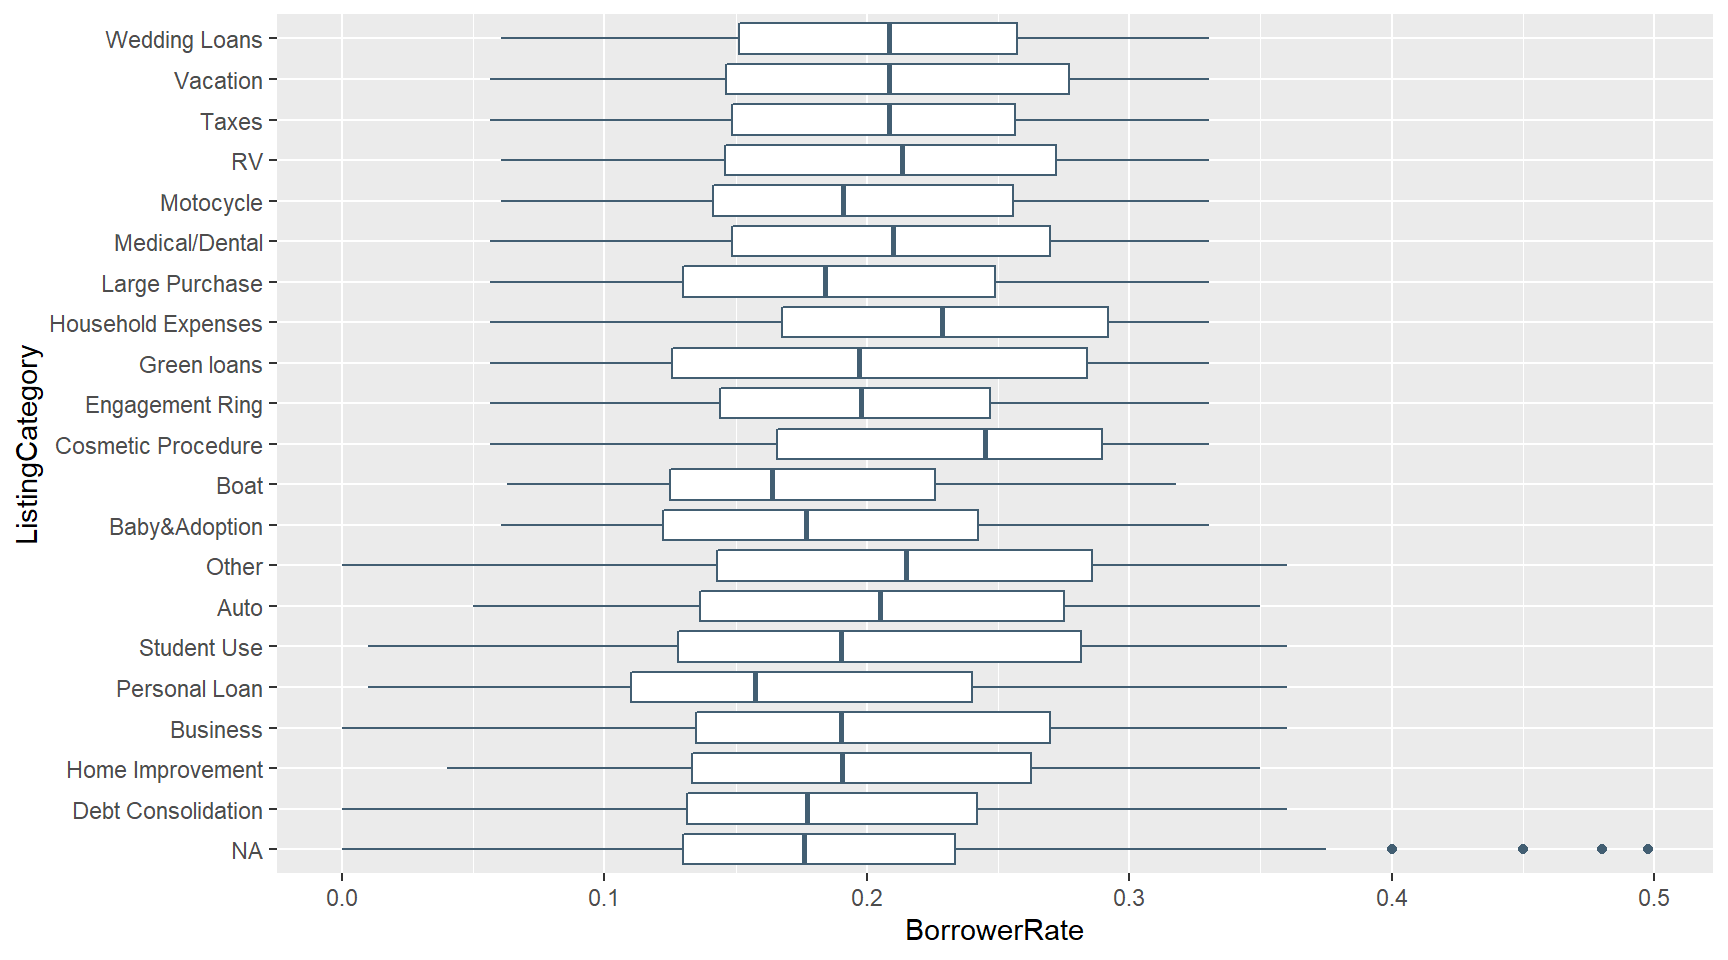 Wedding Loans
Vacation
Taxes
RV
Motocycle
Medical/Dental
Large Purchase
Household Expenses
Green loans
Engagement Ring
Cosmetic Procedure
Boat
Baby&Adoption
Other
Auto
Student Use
Personal Loan
Business
Home Improvement
Debt Consolidation
NA
ListingCategory
0.0 0.1 0.2 0.3 0.4 0.5
BorrowerRate